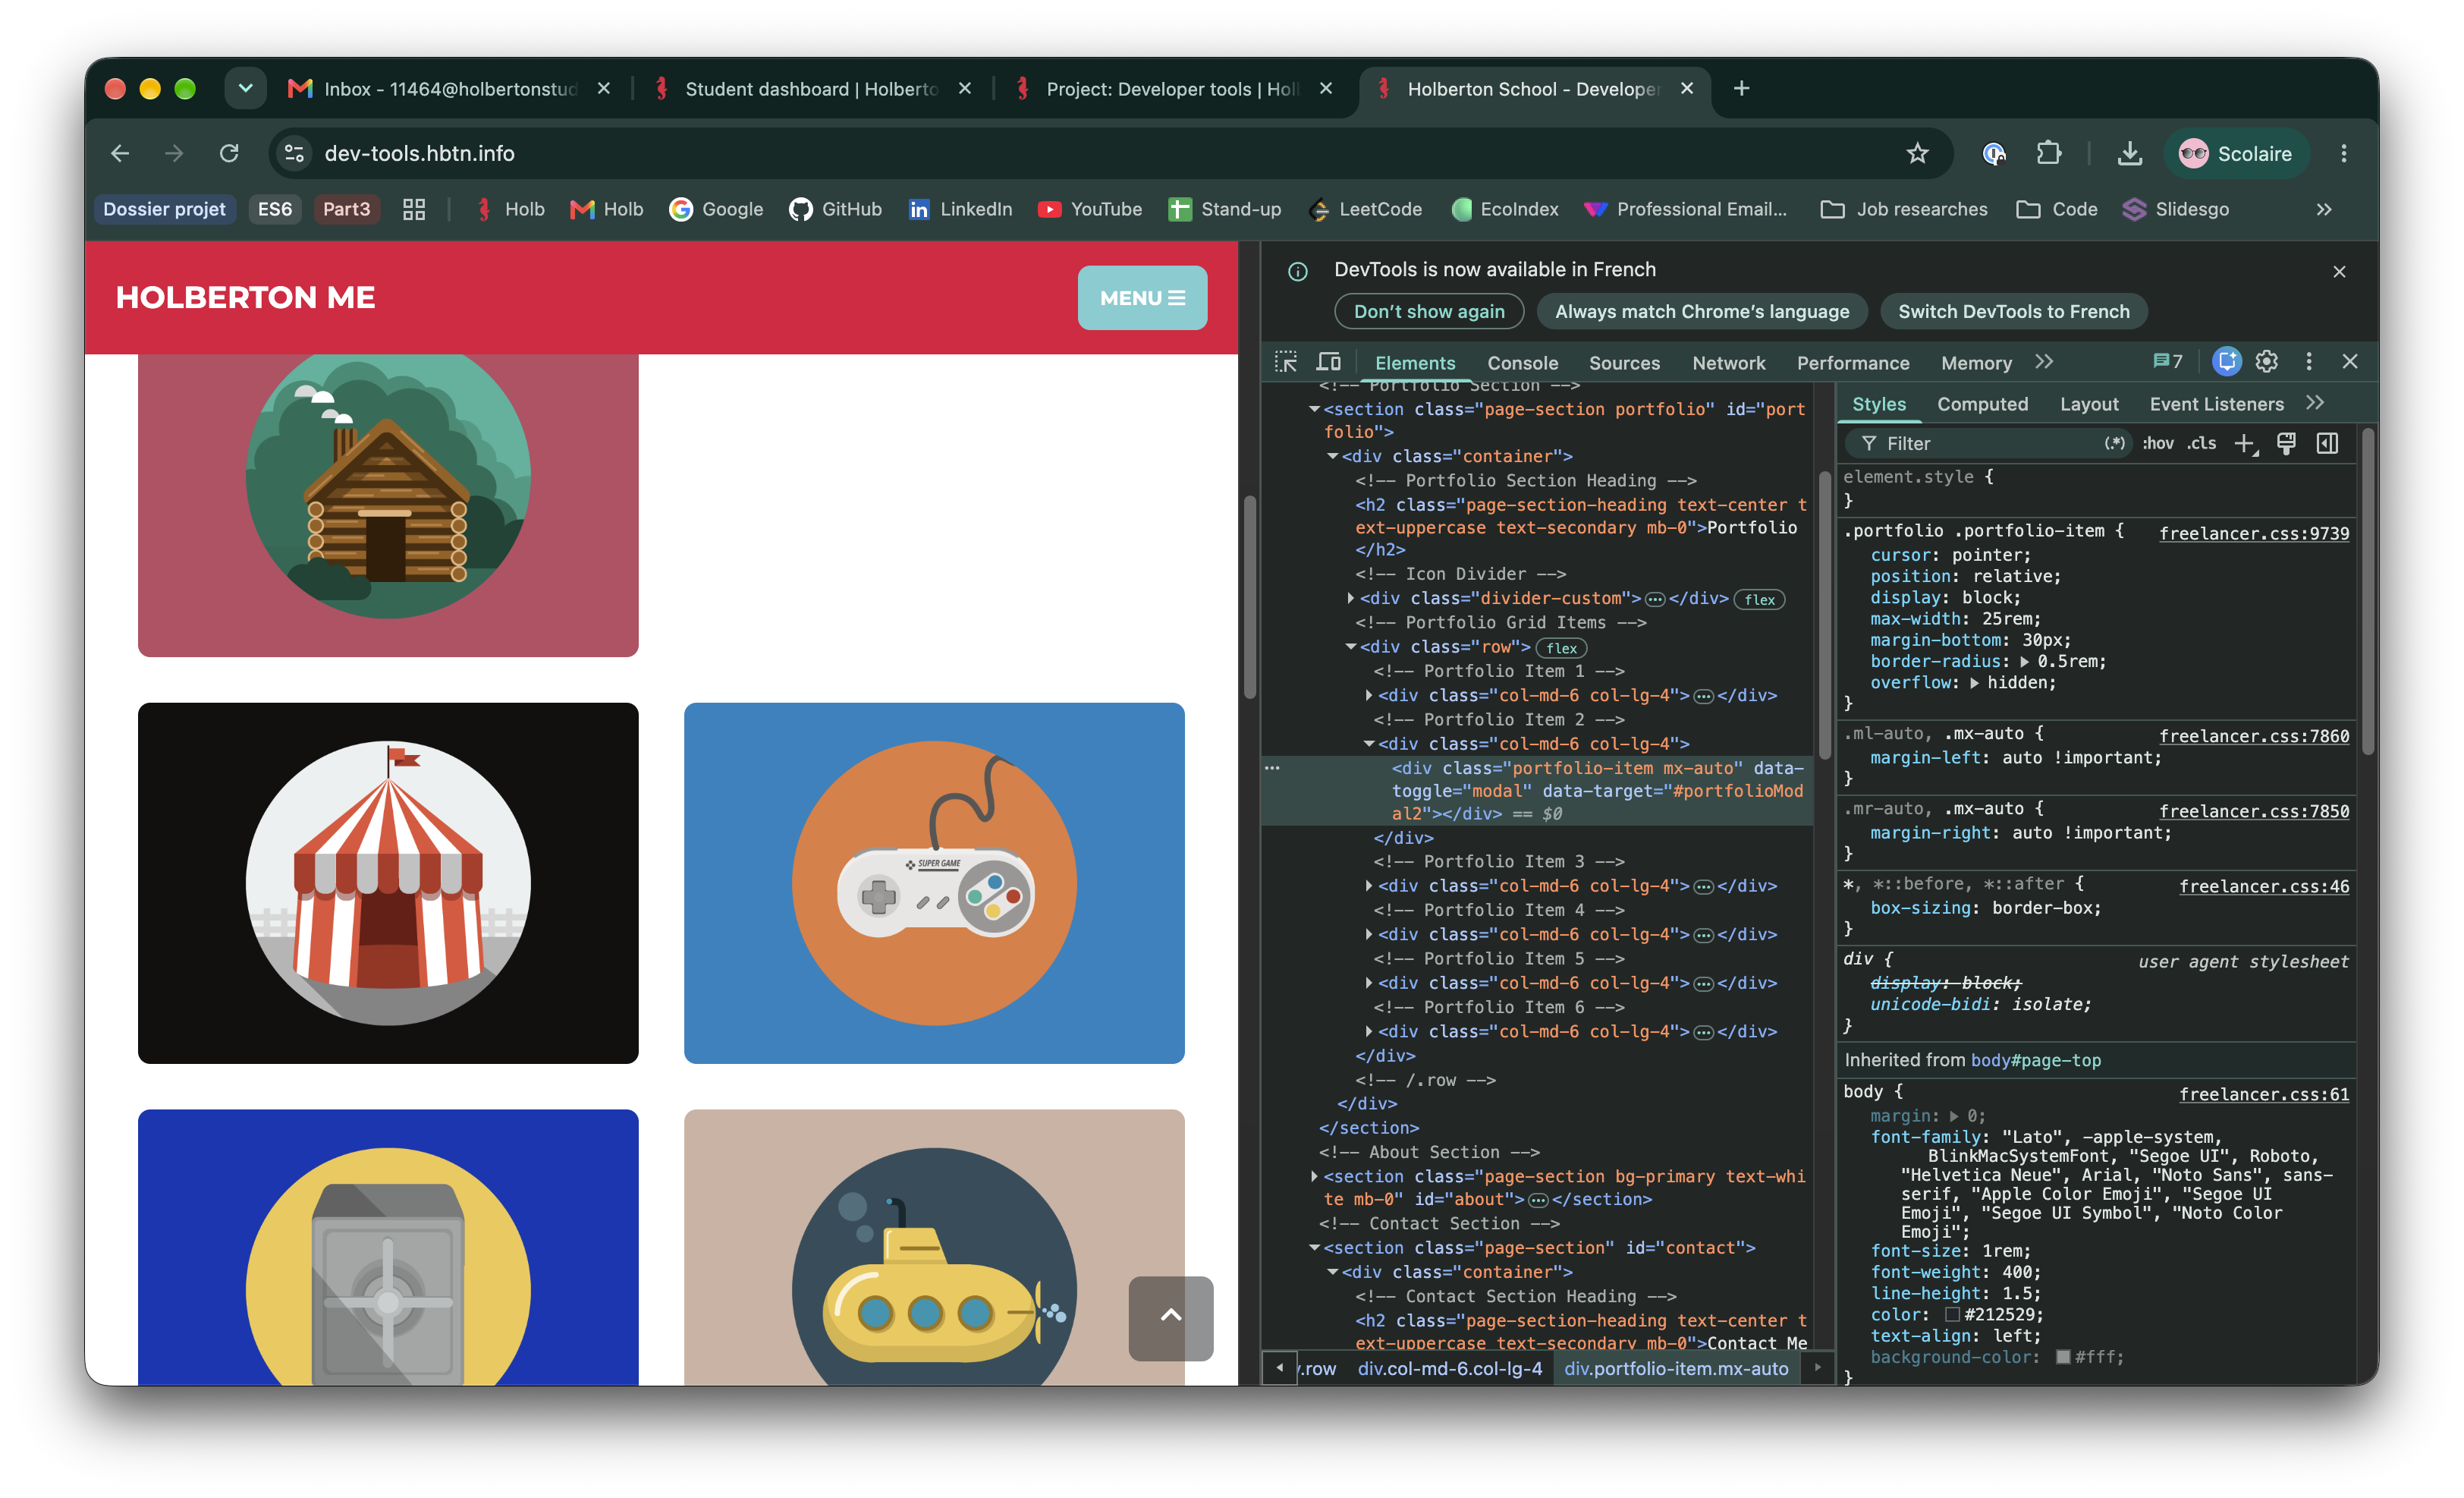 Inbox - 11464@holbertonstud
Student dashboard | Holberto
Project: Developer tools | Hol
Holberton School - Developer
dev-tools.hbtn.info
Scolaire
Dossier projet
ES6
Part3
Holb
Holb
Google
GitHub
LinkedIn
YouTube
Stand-up
LeetCode
EcoIndex
Professional Email...
Job researches
Code
Slidesgo
HOLBERTON ME
MENU
SUPER GAME
DevTools is now available in French
Don't show again
Always match Chrome's language
Switch DevTools to French
Elements
Console
Sources
Network
Performance
Memory
7
<!-- Portfolio Section -->
<section class="page-section portfolio" id="port
folio">
<div class="container">
<!-- Portfolio Section Heading -->
<h2 class="page-section-heading text-center t
ext-uppercase text-secondary mb-0">Portfolio
</h2>
<!-- Icon Divider -->
<div class="divider-custom">…</div> flex
<!-- Portfolio Grid Items -->
<div class="row"> flex
<!-- Portfolio Item 1 -->
<div class="col-md-6 col-lg-4">…</div>
<!-- Portfolio Item 2 -->
<div class="col-md-6 col-lg-4">
<div class="portfolio-item mx-auto" data-
toggle="modal" data-target="#portfolioMod
al2"></div> == $0
</div>
<!-- Portfolio Item 3 -->
<div class="col-md-6 col-lg-4">…</div>
<!-- Portfolio Item 4 -->
<div class="col-md-6 col-lg-4">…</div>
<!-- Portfolio Item 5 -->
<div class="col-md-6 col-lg-4">…</div>
<!-- Portfolio Item 6 -->
<div class="col-md-6 col-lg-4">…</div>
</div>
<!-- /.row -->
</div>
</section>
<!-- About Section -->
<section class="page-section bg-primary text-whi
te mb-0" id="about">…</section>
<!-- Contact Section -->
<section class="page-section" id="contact">
<div class="container">
<!-- Contact Section Heading -->
<h2 class="page-section-heading text-center t
ext-uppercase text-secondary mb-0">Contact Me
v.row
div.col-md-6.col-lg-4
div.portfolio-item.mx-auto
Styles
Computed
Layout
Event Listeners
Filter
(.*)
:hov
.cls
element.style {
}
.portfolio .portfolio-item {
freelancer.css:9739
cursor: pointer;
position: relative;
display: block;
max-width: 25rem;
margin-bottom: 30px;
border-radius: 0.5rem;
overflow: hidden;
}
.ml-auto, .mx-auto {
freelancer.css:7860
margin-left: auto !important;
}
.mr-auto, .mx-auto {
freelancer.css:7850
margin-right: auto !important;
}
*, *::before, *::after {
freelancer.css:46
box-sizing: border-box;
}
div {
user agent stylesheet
display: block;
unicode-bidi: isolate;
}
Inherited from body#page-top
body {
freelancer.css:61
margin: 0;
font-family: "Lato", -apple-system,
BlinkMacSystemFont, "Segoe UI", Roboto,
"Helvetica Neue", Arial, "Noto Sans", sans-
serif, "Apple Color Emoji", "Segoe UI
Emoji", "Segoe UI Symbol", "Noto Color
Emoji";
font-size: 1rem;
font-weight: 400;
line-height: 1.5;
color: #212529;
text-align: left;
background-color: #fff;
}